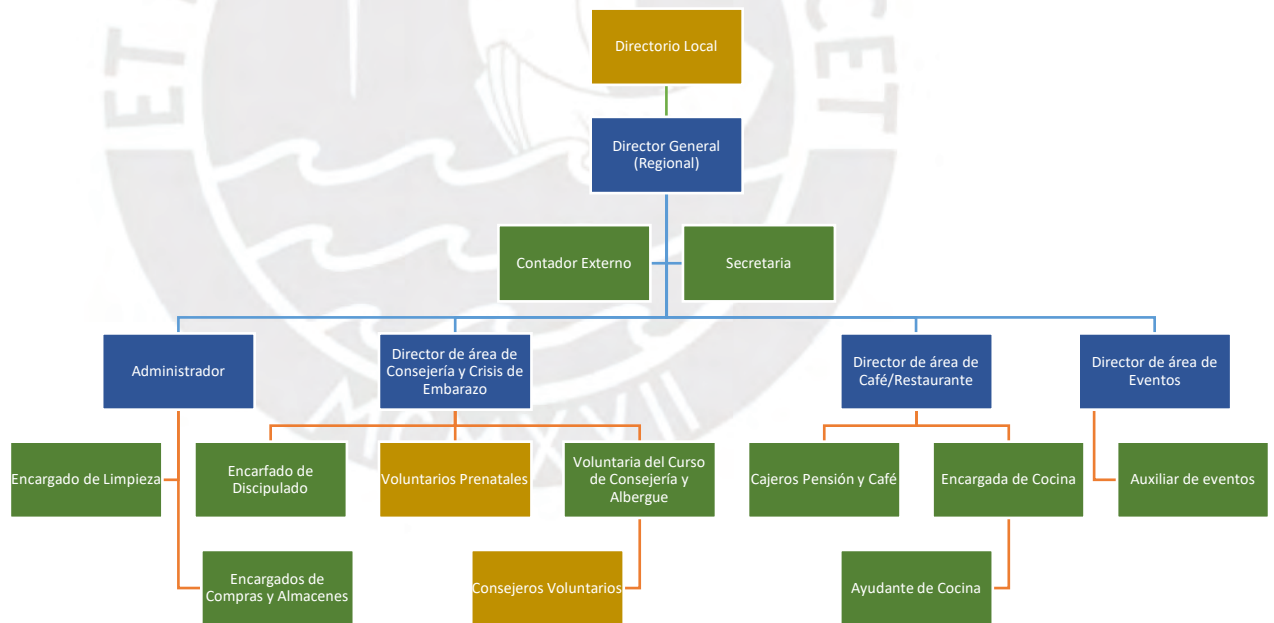 Directorio Local
Director General
(Regional)
Contador Externo
Secretaria
Administrador
Director de área de
Consejería y Crisis de
Embarazo
Director de área de
Café/Restaurante
Director de área de
Eventos
Encargado de Limpieza
Encarfado de
Discipulado
Voluntarios Prenatales
Voluntaria del Curso
de Consejería y
Albergue
Cajeros Pensión y Café
Encargada de Cocina
Auxiliar de eventos
Encargados de
Compras y Almacenes
Consejeros Voluntarios
Ayudante de Cocina
ET
CET
MCMXVII